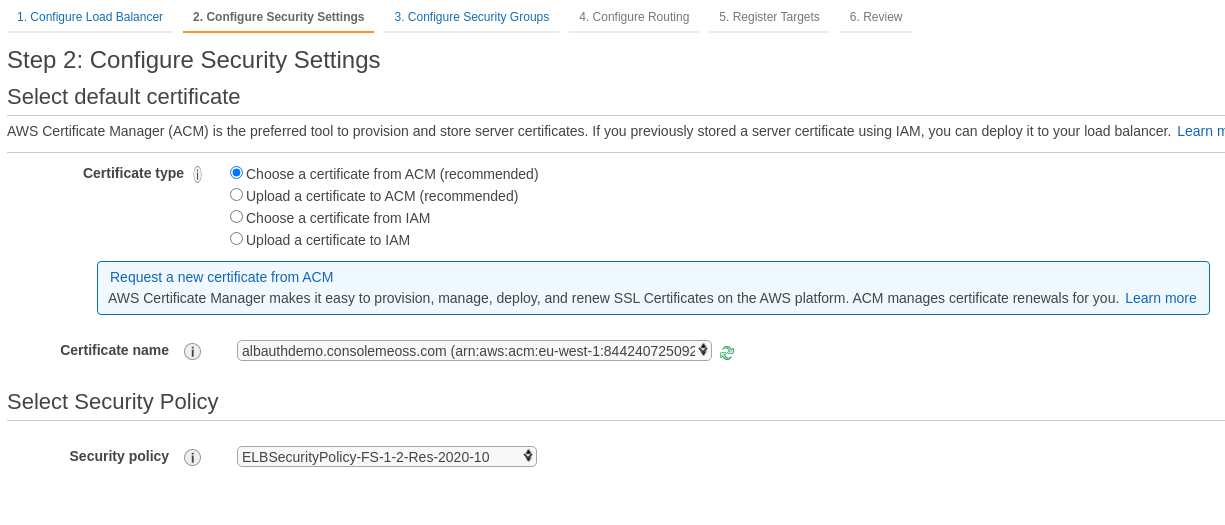 1. Configure Load Balancer 2. Configure Security Settings 3. Configure Security Groups 4. Configure Routing 5. Register Targets 6. Review
Step 2: Configure Security Settings
Select default certificate
AWS Certificate Manager (ACM) is the preferred tool to provision and store server certificates. If you previously stored a server certificate using IAM, you can deploy it to your load balancer. Learn m
Certificate type i Choose a certificate from ACM (recommended)
Upload a certificate to ACM (recommended)
Choose a certificate from IAM
Upload a certificate to IAM
Request a new certificate from ACM
AWS Certificate Manager makes it easy to provision, manage, deploy, and renew SSL Certificates on the AWS platform. ACM manages certificate renewals for you. Learn more
Certificate name i albauthdemo.consolemeoss.com (arn:aws:acm:eu-west-1:844240725092
Select Security Policy
Security policy i ELBSecurityPolicy-FS-1-2-Res-2020-10